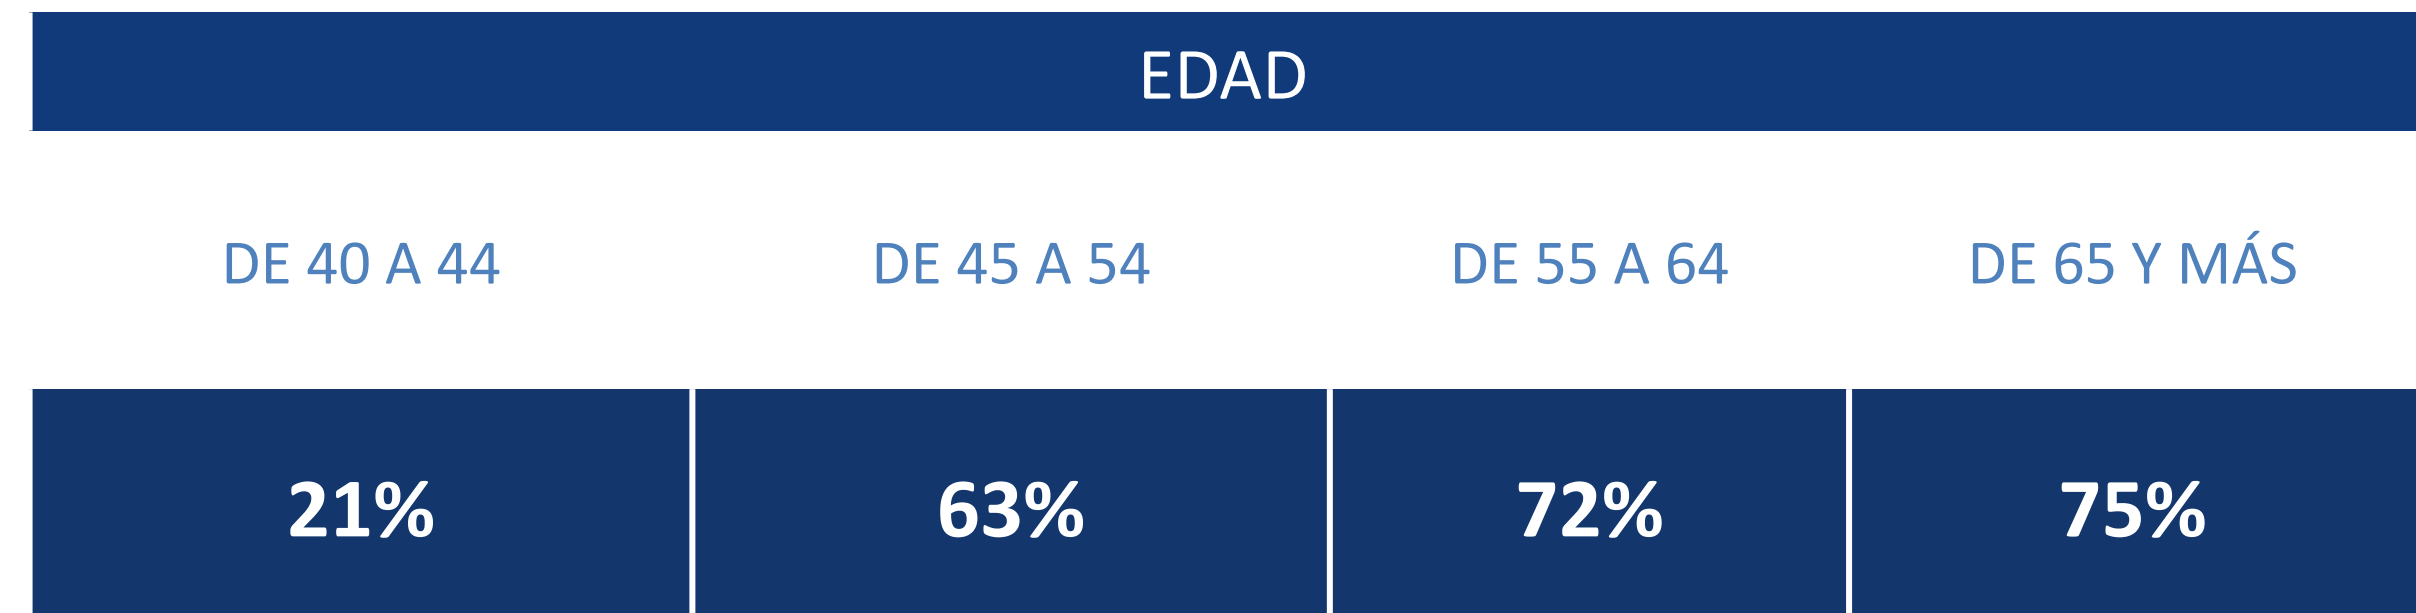 EDAD
DE 40 A 44 DE 45 A 54 DE 55 A 64 DE 65 Y MÁS
21% 63% 72% 75%